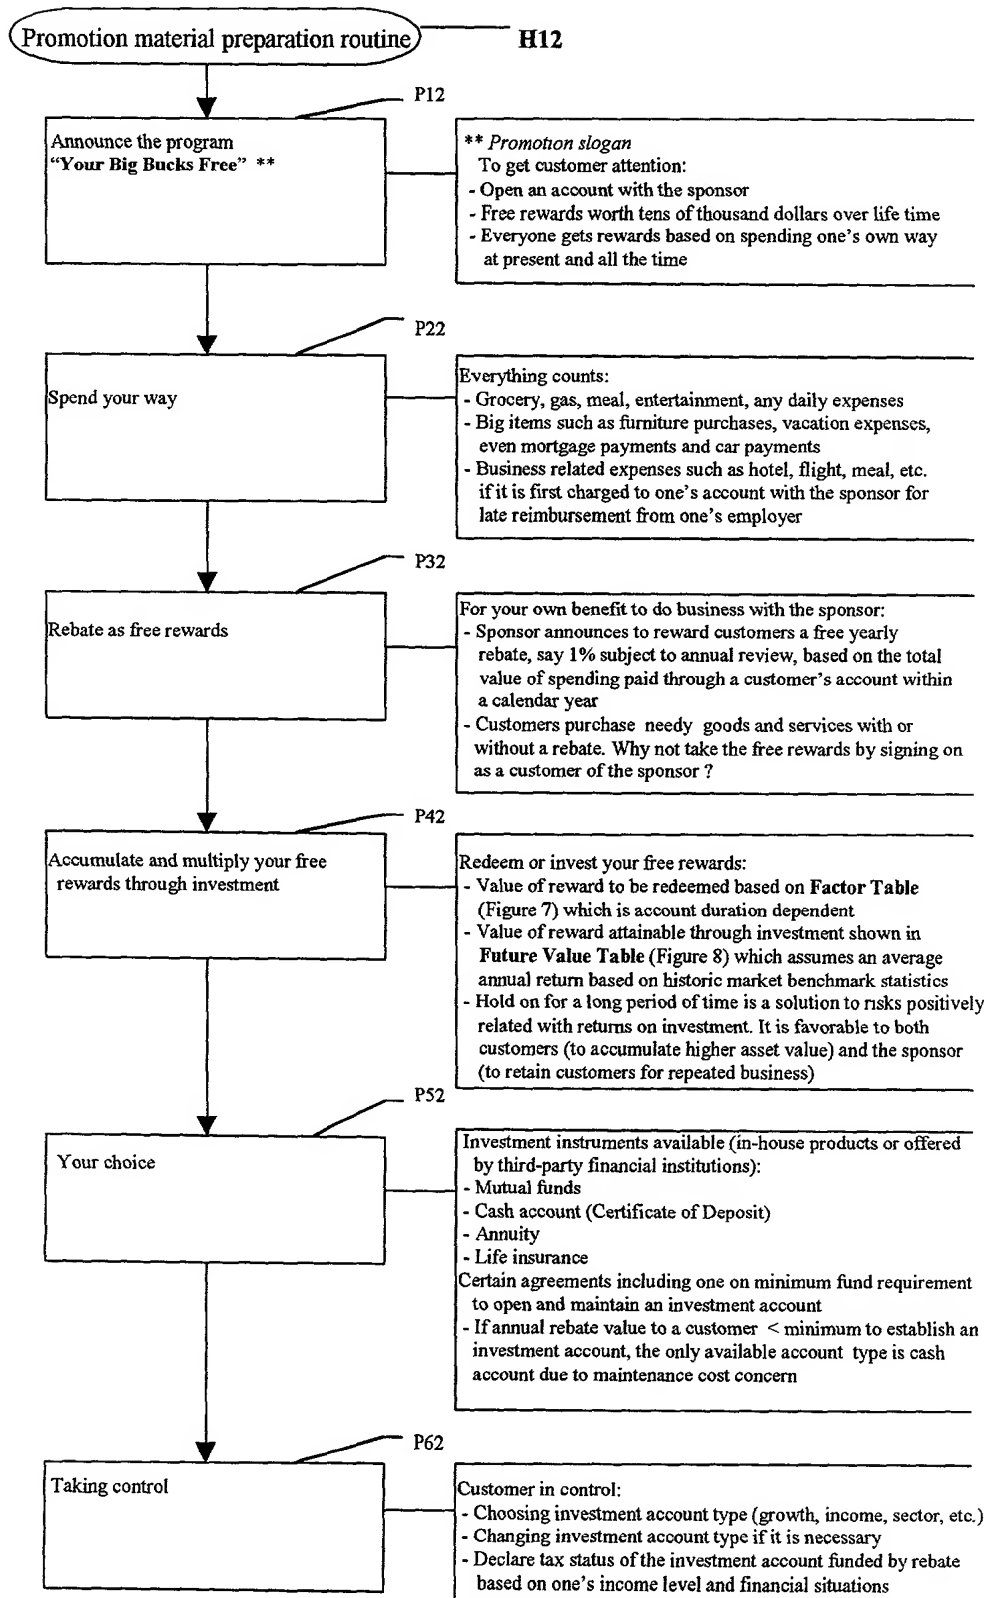 Promotion material preparation routine
H12
P12
Announce the program
"Your Big Bucks Free" **
** Promotion slogan
To get customer attention:
- Open an account with the sponsor
- Free rewards worth tens of thousand dollars over life time
- Everyone gets rewards based on spending one's own way
at present and all the time
P22
Spend your way
Everything counts:
- Grocery, gas, meal, entertainment, any daily expenses
- Big items such as furniture purchases, vacation expenses,
even mortgage payments and car payments
- Business related expenses such as hotel, flight, meal, etc.
if it is first charged to one's account with the sponsor for
late reimbursement from one's employer
P32
Rebate as free rewards
For your own benefit to do business with the sponsor:
- Sponsor announces to reward customers a free yearly
rebate, say 1% subject to annual review, based on the total
value of spending paid through a customer's account within
a calendar year
- Customers purchase needy goods and services with or
without a rebate. Why not take the free rewards by signing on
as a customer of the sponsor ?
P42
Accumulate and multiply your free
rewards through investment
Redeem or invest your free rewards:
- Value of reward to be redeemed based on Factor Table
(Figure 7) which is account duration dependent
- Value of reward attainable through investment shown in
Future Value Table (Figure 8) which assumes an average
annual return based on historic market benchmark statistics
- Hold on for a long period of time is a solution to risks positively
related with returns on investment. It is favorable to both
customers (to accumulate higher asset value) and the sponsor
(to retain customers for repeated business)
P52
Your choice
Investment instruments available (in-house products or offered
by third-party financial institutions):
- Mutual funds
- Cash account (Certificate of Deposit)
- Annuity
- Life insurance
Certain agreements including one on minimum fund requirement
to open and maintain an investment account
- If annual rebate value to a customer < minimum to establish an
investment account, the only available account type is cash
account due to maintenance cost concern
P62
Taking control
Customer in control:
- Choosing investment account type (growth, income, sector, etc.)
- Changing investment account type if it is necessary
- Declare tax status of the investment account funded by rebate
based on one's income level and financial situations